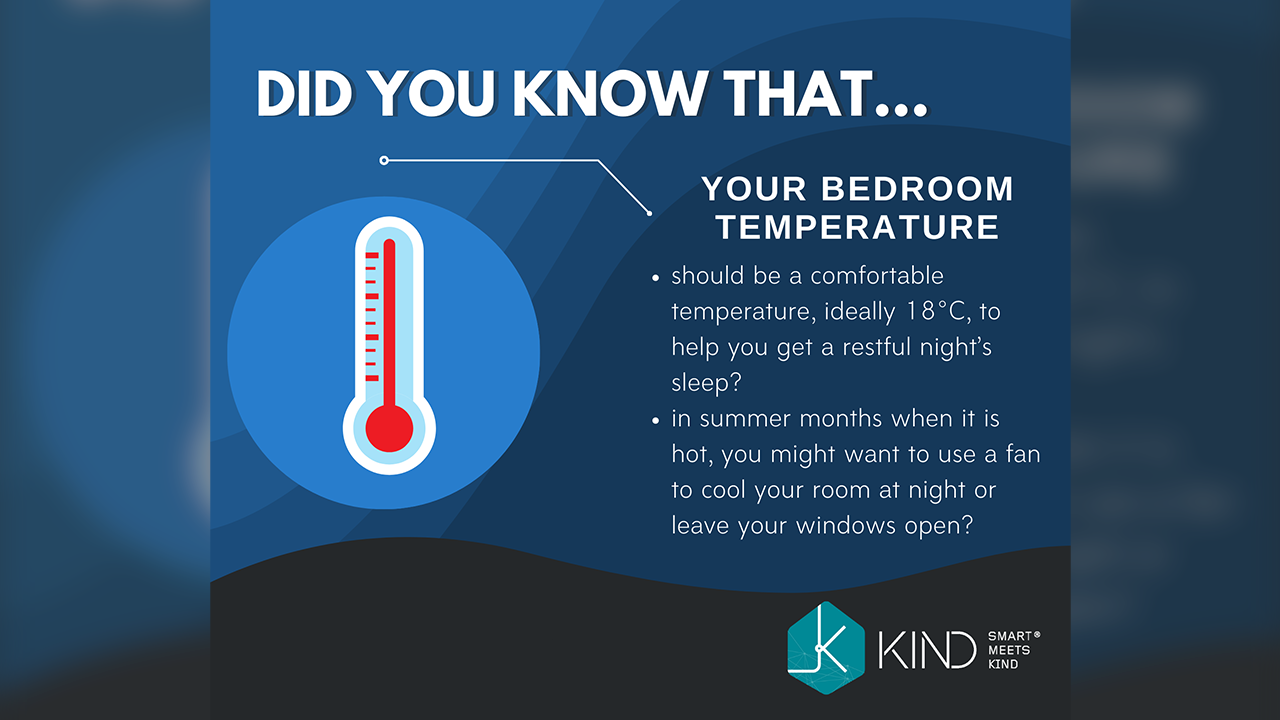 DID YOU KNOW THAT...
YOUR BEDROOM
TEMPERATURE
• should be a comfortable
temperature, ideally 18°C, to
help you get a restful night's
sleep?
• in summer months when it is
hot, you might want to use a fan
to cool your room at night or
leave your windows open?
KIND
SMART®
MEETS
KIND